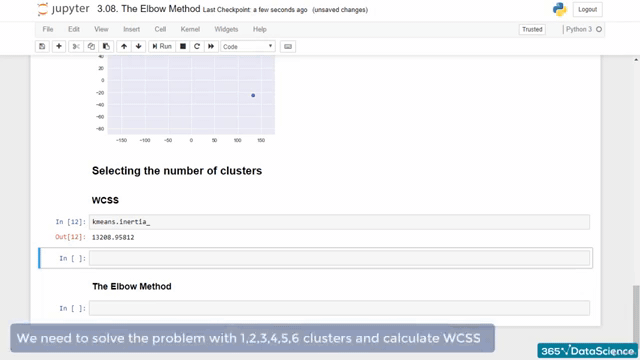 jupyter 3.08. The Elbow Method Last Checkpoint: a few seconds ago (unsaved changes)
Logout
File Edit View Insert Cell Kernel Widgets Help
Trusted
Python 3
Run
Code
40
20
0
-20
-40
-60
-80
-150 -100 -50 0 50 100 150
Selecting the number of clusters
WCSS
In [12]: kmeans.inertia_
Out[12]: 13208.95812
In [ ]:
The Elbow Method
In [ ]:
We need to solve the problem with 1,2,3,4,5,6 clusters and calculate WCSS
365 DataScience